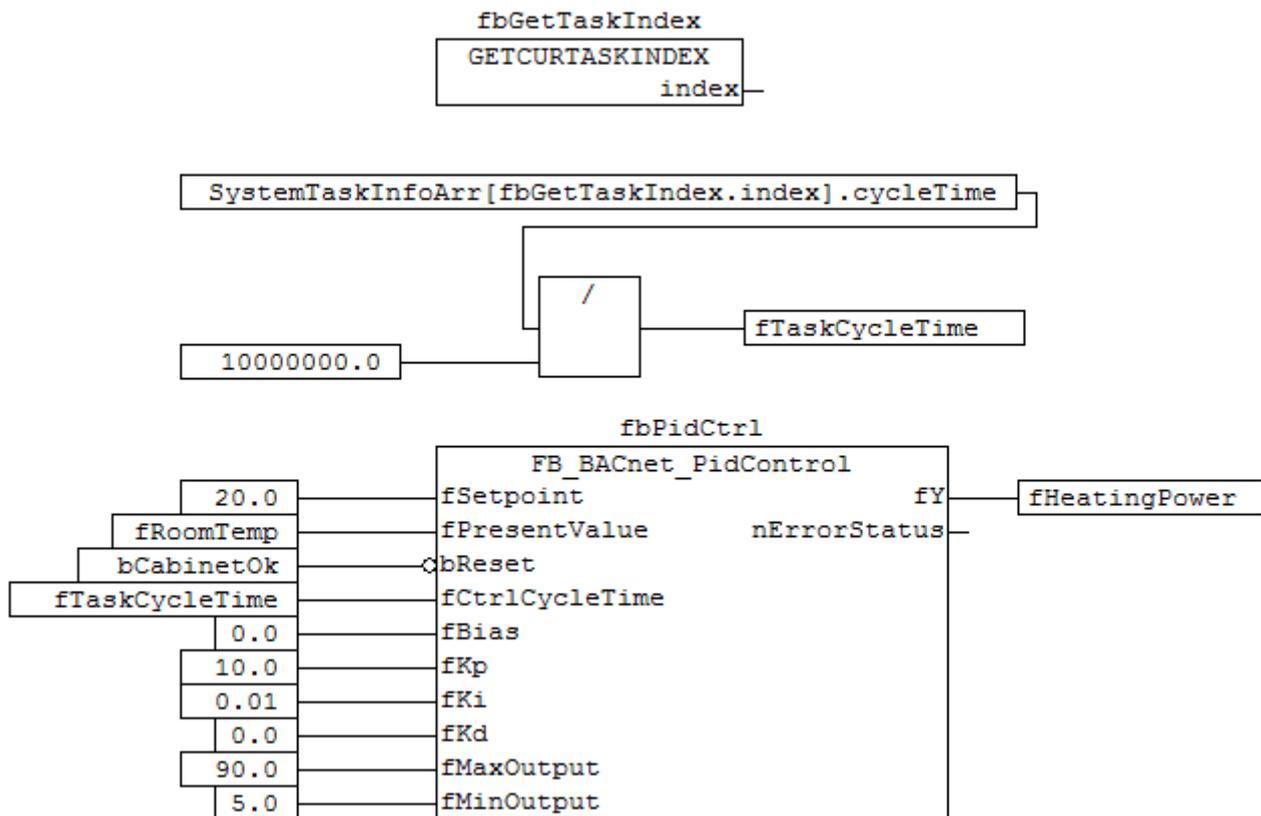 fbGetTaskIndex
GETCURTASKINDEX
index
SystemTaskInfoArr[fbGetTaskIndex.index].cycleTime
/
fTaskCycleTime
10000000.0
fbPidCtrl
FB_BACnet_PidControl
20.0 fSetpoint fY fHeatingPower
fRoomTemp fPresentValue nErrorStatus
bCabinetOk bReset
fTaskCycleTime fCtrlCycleTime
0.0 fBias
10.0 fKp
0.01 fKi
0.0 fKd
90.0 fMaxOutput
5.0 fMinOutput